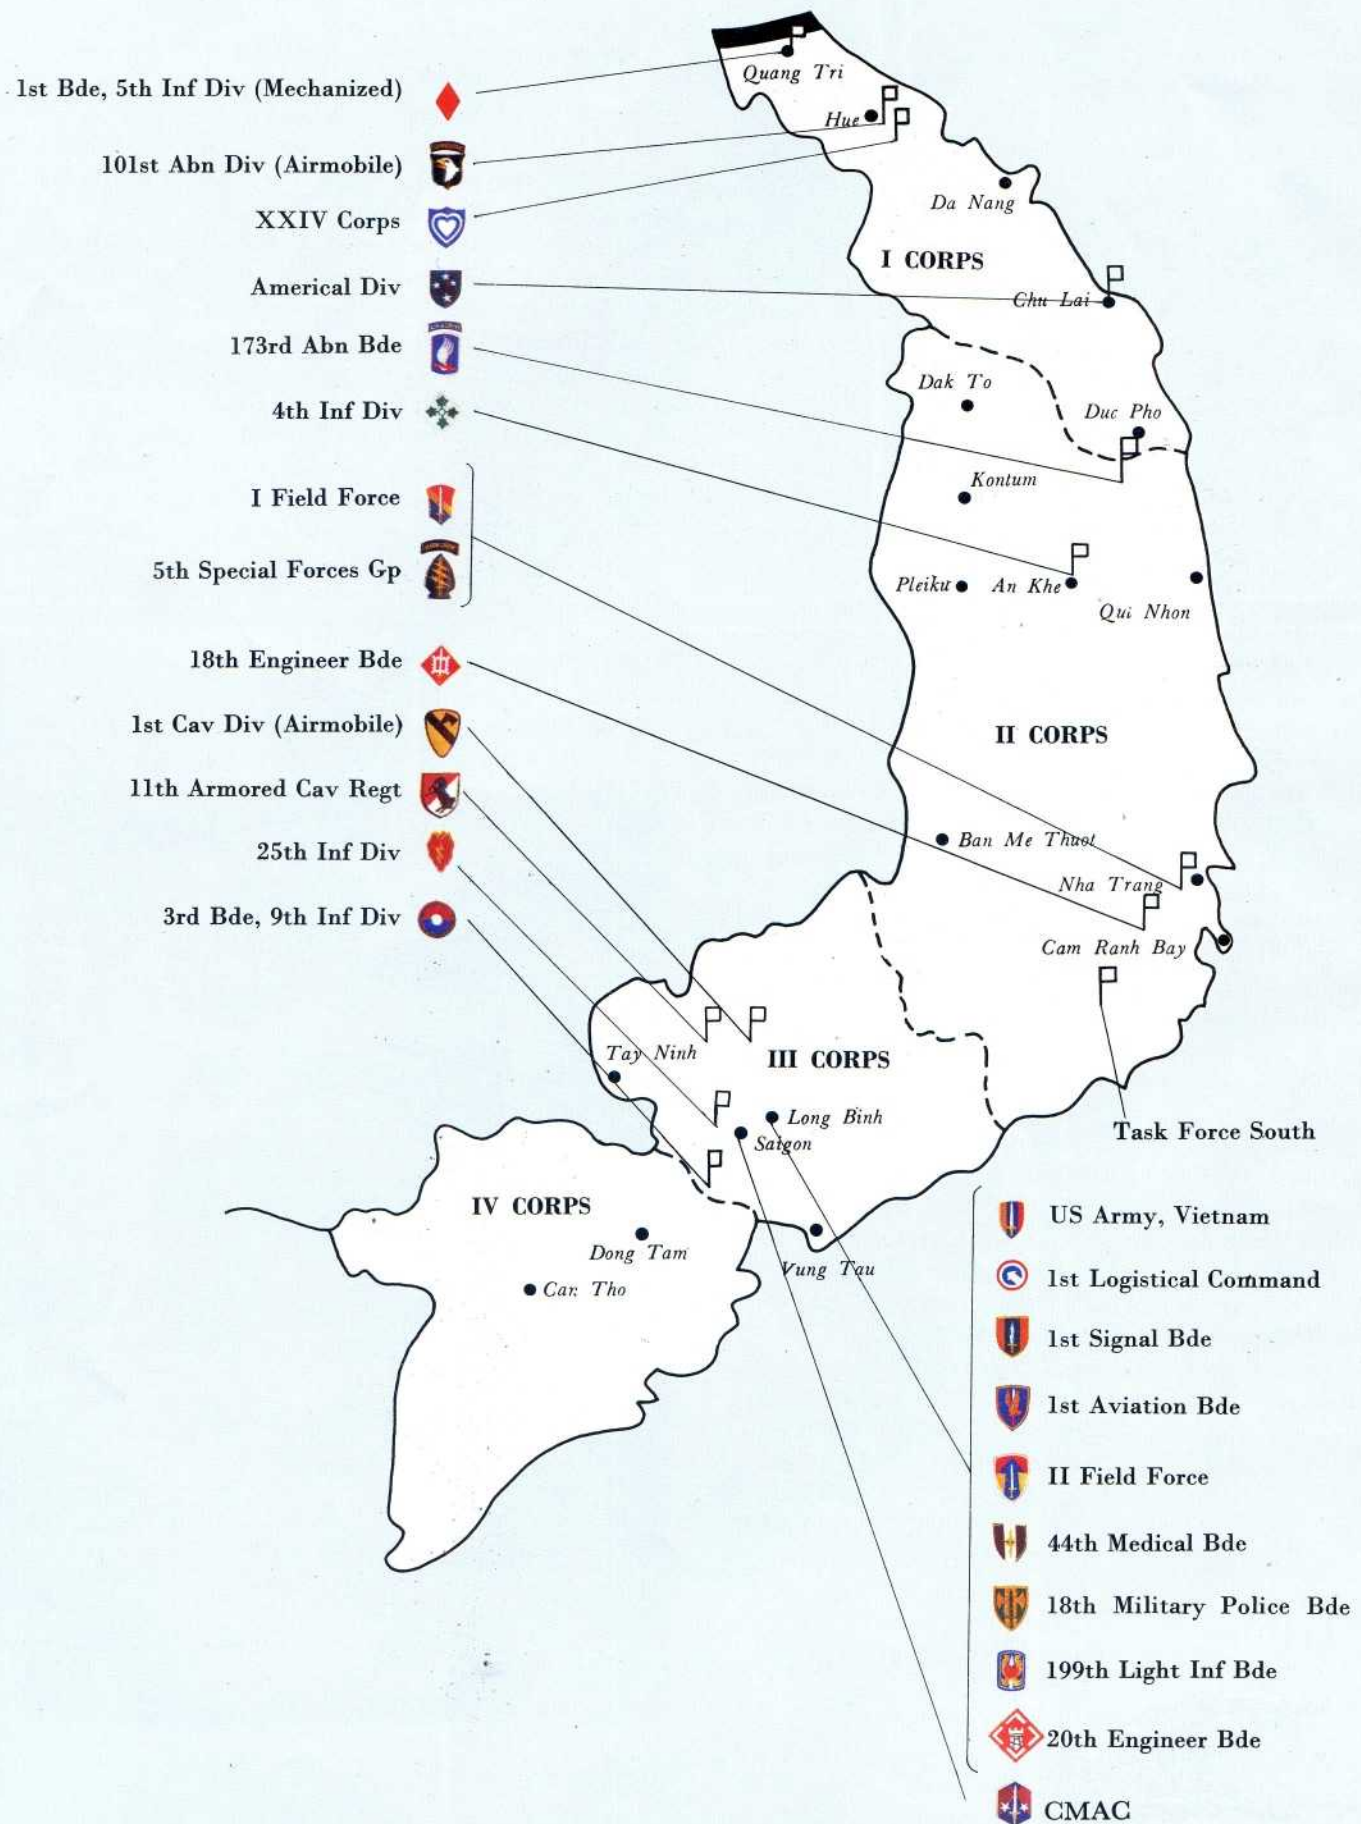 1st Bde, 5th Inf Div (Mechanized)
101st Abn Div (Airmobile)
XXIV Corps
Americal Div
173rd Abn Bde
4th Inf Div
I Field Force
5th Special Forces Gp
18th Engineer Bde
1st Cav Div (Airmobile)
11th Armored Cav Regt
25th Inf Div
3rd Bde, 9th Inf Div
Quang Tri
Hue
Da Nang
I CORPS
Chu Lai
Dak To
Duc Pho
Kontum
Pleiku
An Khe
Qui Nhon
II CORPS
Ban Me Thuot
Nha Trang
Cam Ranh Bay
Tay Ninh
III CORPS
Long Binh
Saigon
Task Force South
IV CORPS
Dong Tam
Can Tho
Vung Tau
US Army, Vietnam
1st Logistical Command
1st Signal Bde
1st Aviation Bde
II Field Force
44th Medical Bde
18th Military Police Bde
199th Light Inf Bde
20th Engineer Bde
CMAC